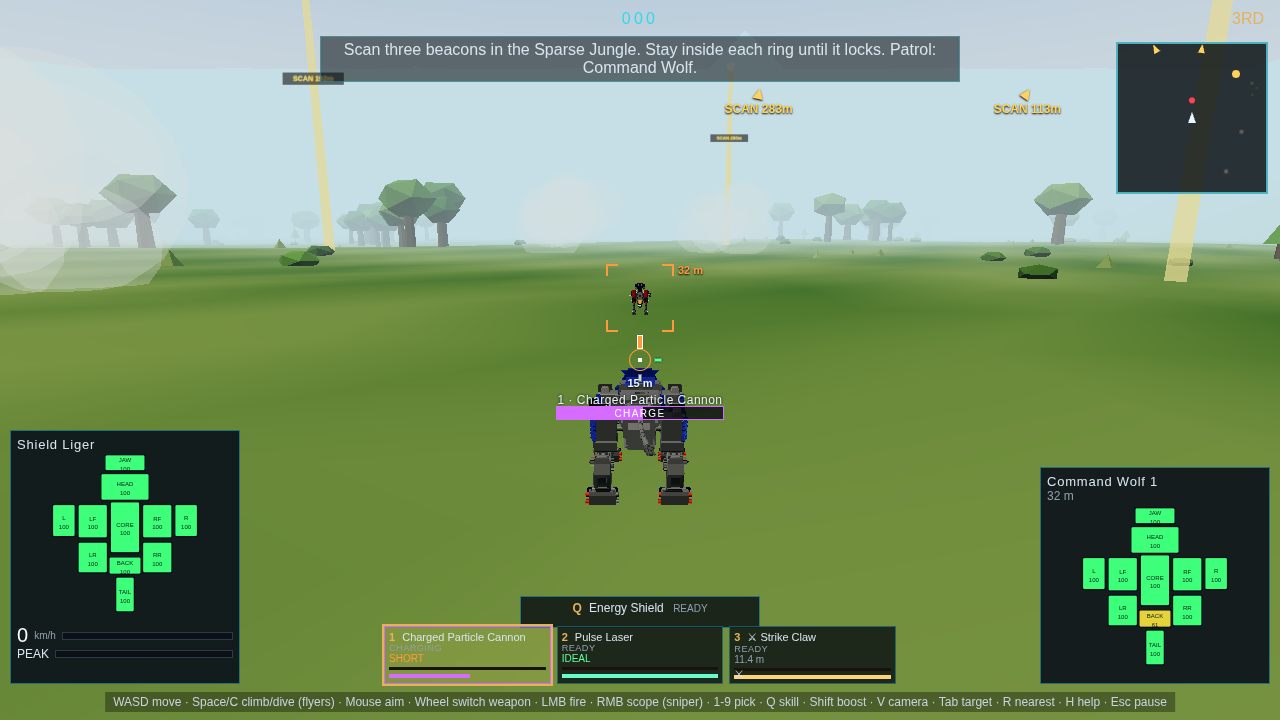 000
3RD
Scan three beacons in the Sparse Jungle. Stay inside each ring until it locks. Patrol:
Command Wolf.
SCAN 283m
SCAN 113m
32 m
15 m
1 · Charged Particle Cannon
CHARGE
Shield Liger
JAW
100
HEAD
100
L
100
LF
100
CORE
100
RF
100
R
100
LR
100
BACK
100
RR
100
TAIL
100
0 km/h
PEAK
Command Wolf 1
32 m
JAW
100
HEAD
100
L
100
LF
100
CORE
100
RF
100
R
100
LR
100
BACK
61
RR
100
TAIL
100
Q Energy Shield READY
1 Charged Particle Cannon
CHARGING
SHORT
2 Pulse Laser
READY
IDEAL
3 ⚔ Strike Claw
READY
11.4 m
WASD move · Space/C climb/dive (flyers) · Mouse aim · Wheel switch weapon · LMB fire · RMB scope (sniper) · 1-9 pick · Q skill · Shift boost · V camera · Tab target · R nearest · H help · Esc pause